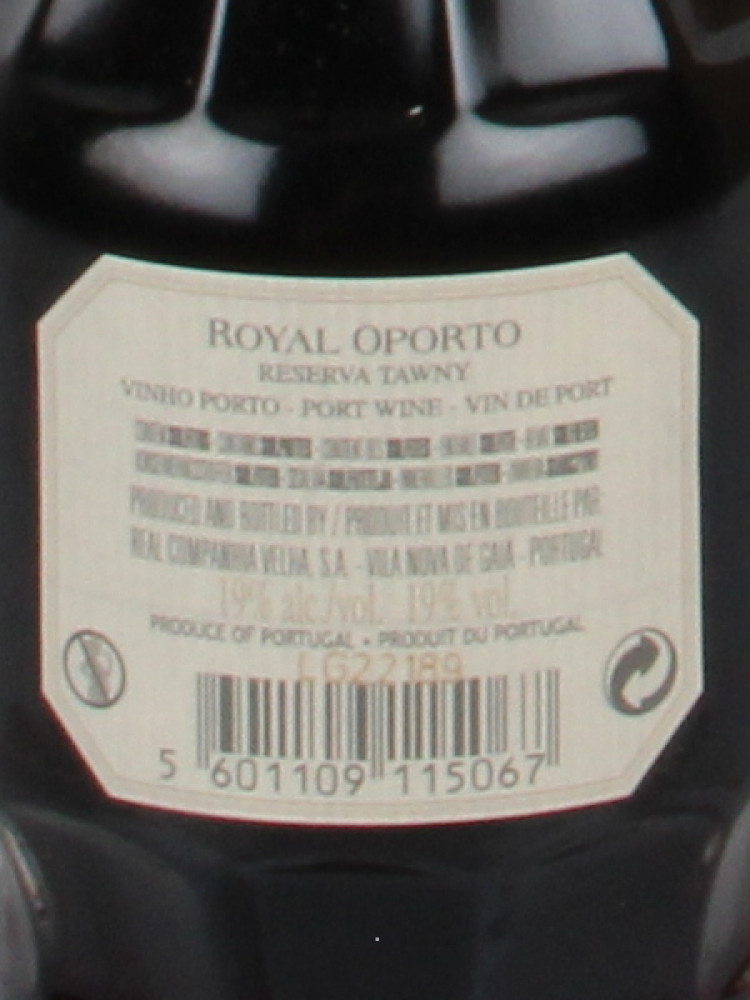 ROYAL OPORTO
RESERVA TAWNY
VINHO PORTO - PORT WINE - VIN DE PORT
PRODUCED AND BOTTLED BY / PRODUIT ET MIS EN BOUTEILLE PAR
REAL COMPANHIA VELHA, S.A. - VILA NOVA DE GAIA - PORTUGAL
19% alc./vol. 19% vol.
PRODUCE OF PORTUGAL • PRODUIT DU PORTUGAL
LG22189
5 601109 115067